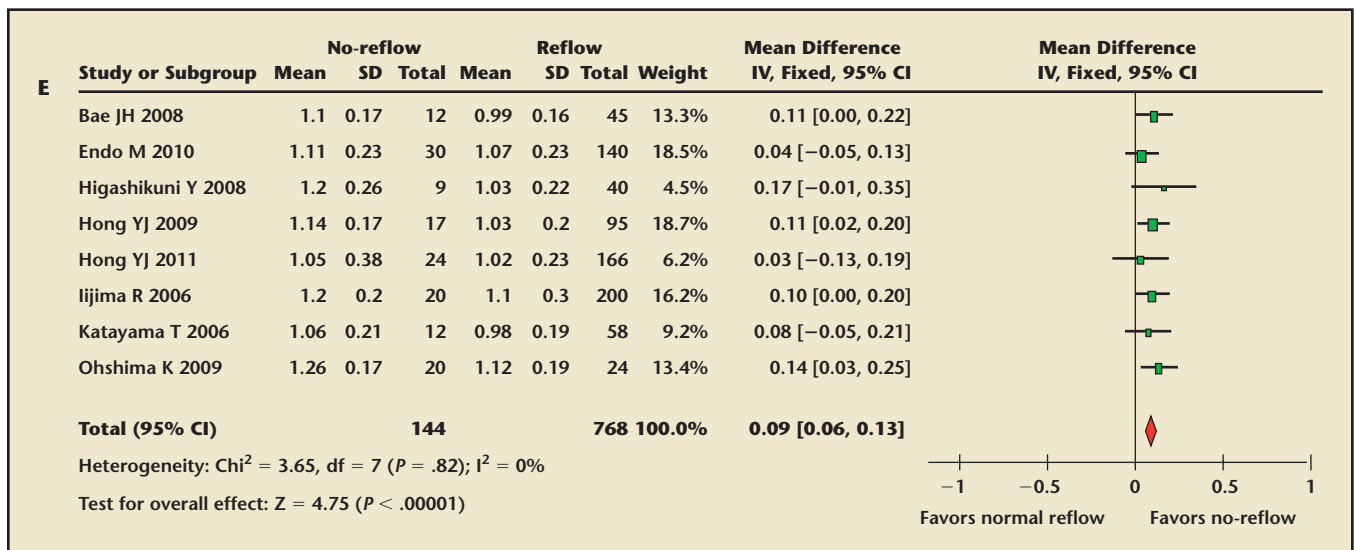 No-reflow Reflow Mean Difference Mean Difference
E Study or Subgroup Mean SD Total Mean SD Total Weight IV, Fixed, 95% CI IV, Fixed, 95% CI
Bae JH 2008 1.1 0.17 12 0.99 0.16 45 13.3% 0.11 [0.00, 0.22]
Endo M 2010 1.11 0.23 30 1.07 0.23 140 18.5% 0.04 [−0.05, 0.13]
Higashikuni Y 2008 1.2 0.26 9 1.03 0.22 40 4.5% 0.17 [−0.01, 0.35]
Hong YJ 2009 1.14 0.17 17 1.03 0.2 95 18.7% 0.11 [0.02, 0.20]
Hong YJ 2011 1.05 0.38 24 1.02 0.23 166 6.2% 0.03 [−0.13, 0.19]
Iijima R 2006 1.2 0.2 20 1.1 0.3 200 16.2% 0.10 [0.00, 0.20]
Katayama T 2006 1.06 0.21 12 0.98 0.19 58 9.2% 0.08 [−0.05, 0.21]
Ohshima K 2009 1.26 0.17 20 1.12 0.19 24 13.4% 0.14 [0.03, 0.25]
Total (95% CI) 144 768 100.0% 0.09 [0.06, 0.13]
Heterogeneity: Chi² = 3.65, df = 7 (P = .82); I² = 0%
Test for overall effect: Z = 4.75 (P < .00001)
−1 −0.5 0 0.5 1
Favors normal reflow Favors no-reflow